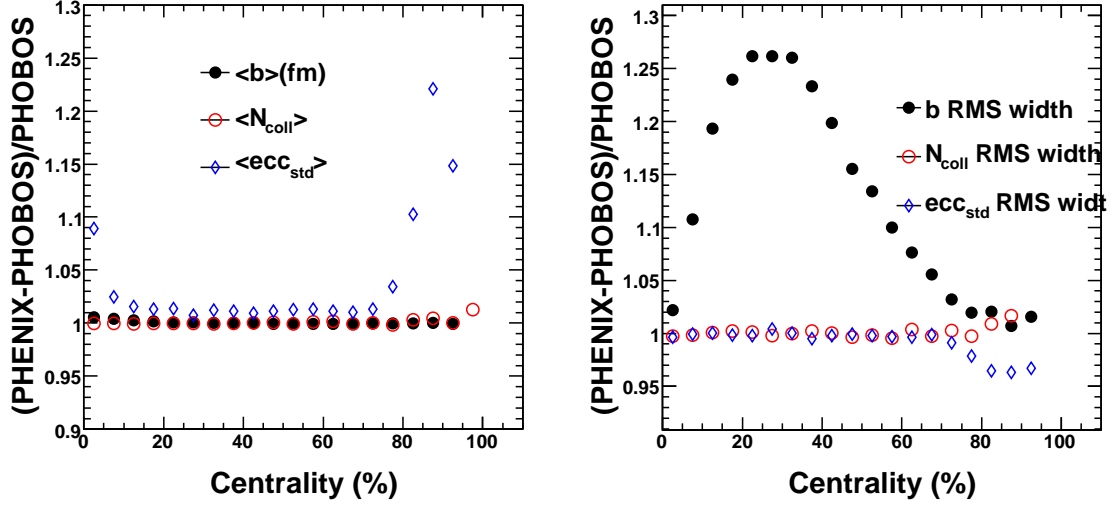 (PHENIX-PHOBOS)/PHOBOS
1.3
1.25
1.2
1.15
1.1
1.05
1
0.95
0.9
<b>(fm)
<N_coll>
<ecc_std>
0 20 40 60 80 100
Centrality (%)
(PHENIX-PHOBOS)/PHOBOS
1.3
1.25
1.2
1.15
1.1
1.05
1
0.95
b RMS width
N_coll RMS width
ecc_std RMS widt
0 20 40 60 80 100
Centrality (%)